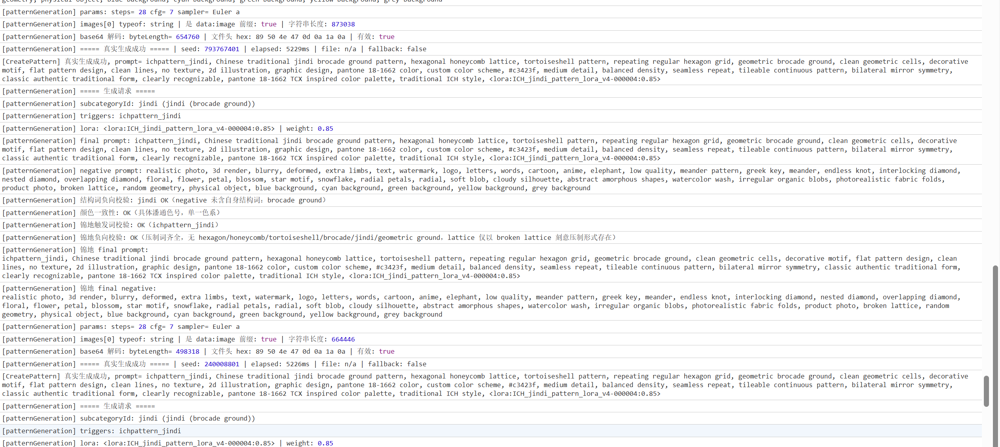 geometry, physical object, blue background, cyan background, green background, yellow background, grey background
[patternGeneration] params: steps= 28 cfg= 7 sampler= Euler a
[patternGeneration] images[0] typeof: string | 是 data:image 前缀: true | 字符串长度: 873038
[patternGeneration] base64 解码: byteLength= 654760 | 文件头 hex: 89 50 4e 47 0d 0a 1a 0a | 有效: true
[patternGeneration] ===== 真实生成成功 ===== | seed: 793767401 | elapsed: 5229ms | file: n/a | fallback: false
[CreatePattern] 真实生成成功, prompt= ichpattern_jindi, Chinese traditional jindi brocade ground pattern, hexagonal honeycomb lattice, tortoiseshell pattern, repeating regular hexagon grid, geometric brocade ground, clean geometric cells, decorative
motif, flat pattern design, clean lines, no texture, 2d illustration, graphic design, pantone 18-1662 color, custom color scheme, #c3423f, medium detail, balanced density, seamless repeat, tileable continuous pattern, bilateral mirror symmetry,
classic authentic traditional form, clearly recognizable, pantone 18-1662 TCX inspired color palette, traditional ICH style, <lora:ICH_jindi_pattern_lora_v4-000004:0.85>
[patternGeneration] ===== 生成请求 =====
[patternGeneration] subcategoryId: jindi (jindi (brocade ground))
[patternGeneration] triggers: ichpattern_jindi
[patternGeneration] lora: <lora:ICH_jindi_pattern_lora_v4-000004:0.85> | weight: 0.85
[patternGeneration] final prompt: ichpattern_jindi, Chinese traditional jindi brocade ground pattern, hexagonal honeycomb lattice, tortoiseshell pattern, repeating regular hexagon grid, geometric brocade ground, clean geometric cells, decorative
motif, flat pattern design, clean lines, no texture, 2d illustration, graphic design, pantone 18-1662 color, custom color scheme, #c3423f, medium detail, balanced density, seamless repeat, tileable continuous pattern, bilateral mirror symmetry,
classic authentic traditional form, clearly recognizable, pantone 18-1662 TCX inspired color palette, traditional ICH style, <lora:ICH_jindi_pattern_lora_v4-000004:0.85>
[patternGeneration] negative prompt: realistic photo, 3d render, blurry, deformed, extra limbs, text, watermark, logo, letters, words, cartoon, anime, elephant, low quality, meander pattern, greek key, meander, endless knot, interlocking diamond,
nested diamond, overlapping diamond, floral, flower, petal, blossom, star motif, snowflake, radial petals, radial, soft blob, cloudy silhouette, abstract amorphous shapes, watercolor wash, irregular organic blobs, photorealistic fabric folds,
product photo, broken lattice, random geometry, physical object, blue background, cyan background, green background, yellow background, grey background
[patternGeneration] 结构词负向校验: jindi OK（negative 未含自身结构词：brocade ground）
[patternGeneration] 颜色一致性: OK（具体潘通色号，单一色系）
[patternGeneration] 锦地触发词校验: OK（ichpattern_jindi）
[patternGeneration] 锦地负向校验: OK（压制词齐全，无 hexagon/honeycomb/tortoiseshell/brocade/jindi/geometric ground，lattice 仅以 broken lattice 刻意压制形式存在）
[patternGeneration] 锦地 final prompt:
ichpattern_jindi, Chinese traditional jindi brocade ground pattern, hexagonal honeycomb lattice, tortoiseshell pattern, repeating regular hexagon grid, geometric brocade ground, clean geometric cells, decorative motif, flat pattern design, clean
lines, no texture, 2d illustration, graphic design, pantone 18-1662 color, custom color scheme, #c3423f, medium detail, balanced density, seamless repeat, tileable continuous pattern, bilateral mirror symmetry, classic authentic traditional form,
clearly recognizable, pantone 18-1662 TCX inspired color palette, traditional ICH style, <lora:ICH_jindi_pattern_lora_v4-000004:0.85>
[patternGeneration] 锦地 final negative:
realistic photo, 3d render, blurry, deformed, extra limbs, text, watermark, logo, letters, words, cartoon, anime, elephant, low quality, meander pattern, greek key, meander, endless knot, interlocking diamond, nested diamond, overlapping diamond,
floral, flower, petal, blossom, star motif, snowflake, radial petals, radial, soft blob, cloudy silhouette, abstract amorphous shapes, watercolor wash, irregular organic blobs, photorealistic fabric folds, product photo, broken lattice, random
geometry, physical object, blue background, cyan background, green background, yellow background, grey background
[patternGeneration] params: steps= 28 cfg= 7 sampler= Euler a
[patternGeneration] images[0] typeof: string | 是 data:image 前缀: true | 字符串长度: 664446
[patternGeneration] base64 解码: byteLength= 498318 | 文件头 hex: 89 50 4e 47 0d 0a 1a 0a | 有效: true
[patternGeneration] ===== 真实生成成功 ===== | seed: 240008801 | elapsed: 5226ms | file: n/a | fallback: false
[CreatePattern] 真实生成成功, prompt= ichpattern_jindi, Chinese traditional jindi brocade ground pattern, hexagonal honeycomb lattice, tortoiseshell pattern, repeating regular hexagon grid, geometric brocade ground, clean geometric cells, decorative
motif, flat pattern design, clean lines, no texture, 2d illustration, graphic design, pantone 18-1662 color, custom color scheme, #c3423f, medium detail, balanced density, seamless repeat, tileable continuous pattern, bilateral mirror symmetry,
classic authentic traditional form, clearly recognizable, pantone 18-1662 TCX inspired color palette, traditional ICH style, <lora:ICH_jindi_pattern_lora_v4-000004:0.85>
[patternGeneration] ===== 生成请求 =====
[patternGeneration] subcategoryId: jindi (jindi (brocade ground))
[patternGeneration] triggers: ichpattern_jindi
[patternGeneration] lora: <lora:ICH_jindi_pattern_lora_v4-000004:0.85> | weight: 0.85